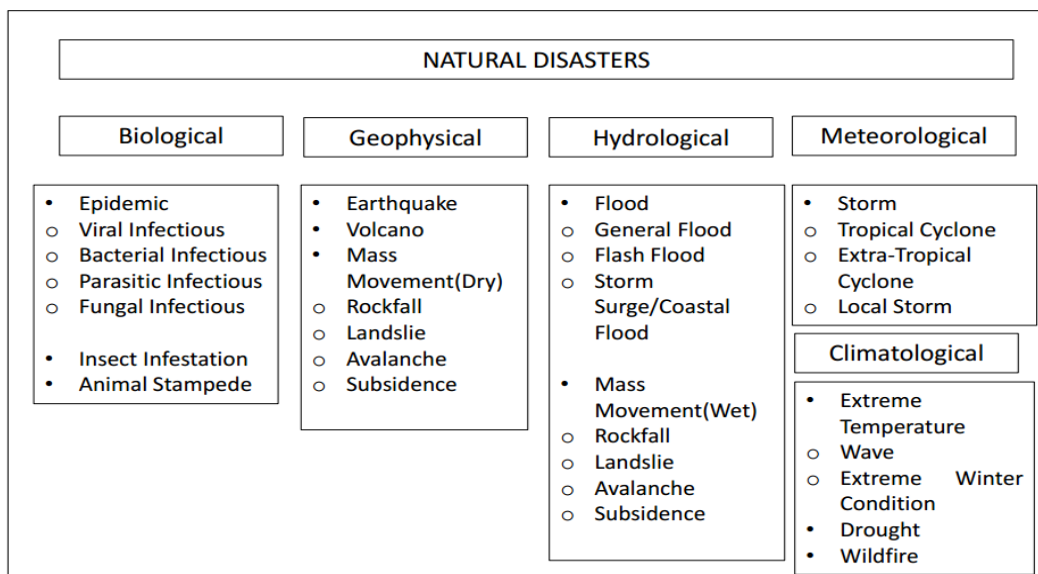 NATURAL DISASTERS
Biological
• Epidemic
o Viral Infectious
o Bacterial Infectious
o Parasitic Infectious
o Fungal Infectious
• Insect Infestation
• Animal Stampede
Geophysical
• Earthquake
• Volcano
• Mass
Movement(Dry)
o Rockfall
o Landslie
o Avalanche
o Subsidence
Hydrological
• Flood
o General Flood
o Flash Flood
o Storm
Surge/Coastal
Flood
• Mass
Movement(Wet)
o Rockfall
o Landslie
o Avalanche
o Subsidence
Meteorological
• Storm
o Tropical Cyclone
o Extra-Tropical
Cyclone
o Local Storm
Climatological
• Extreme
Temperature
o Wave
o Extreme Winter
Condition
• Drought
• Wildfire